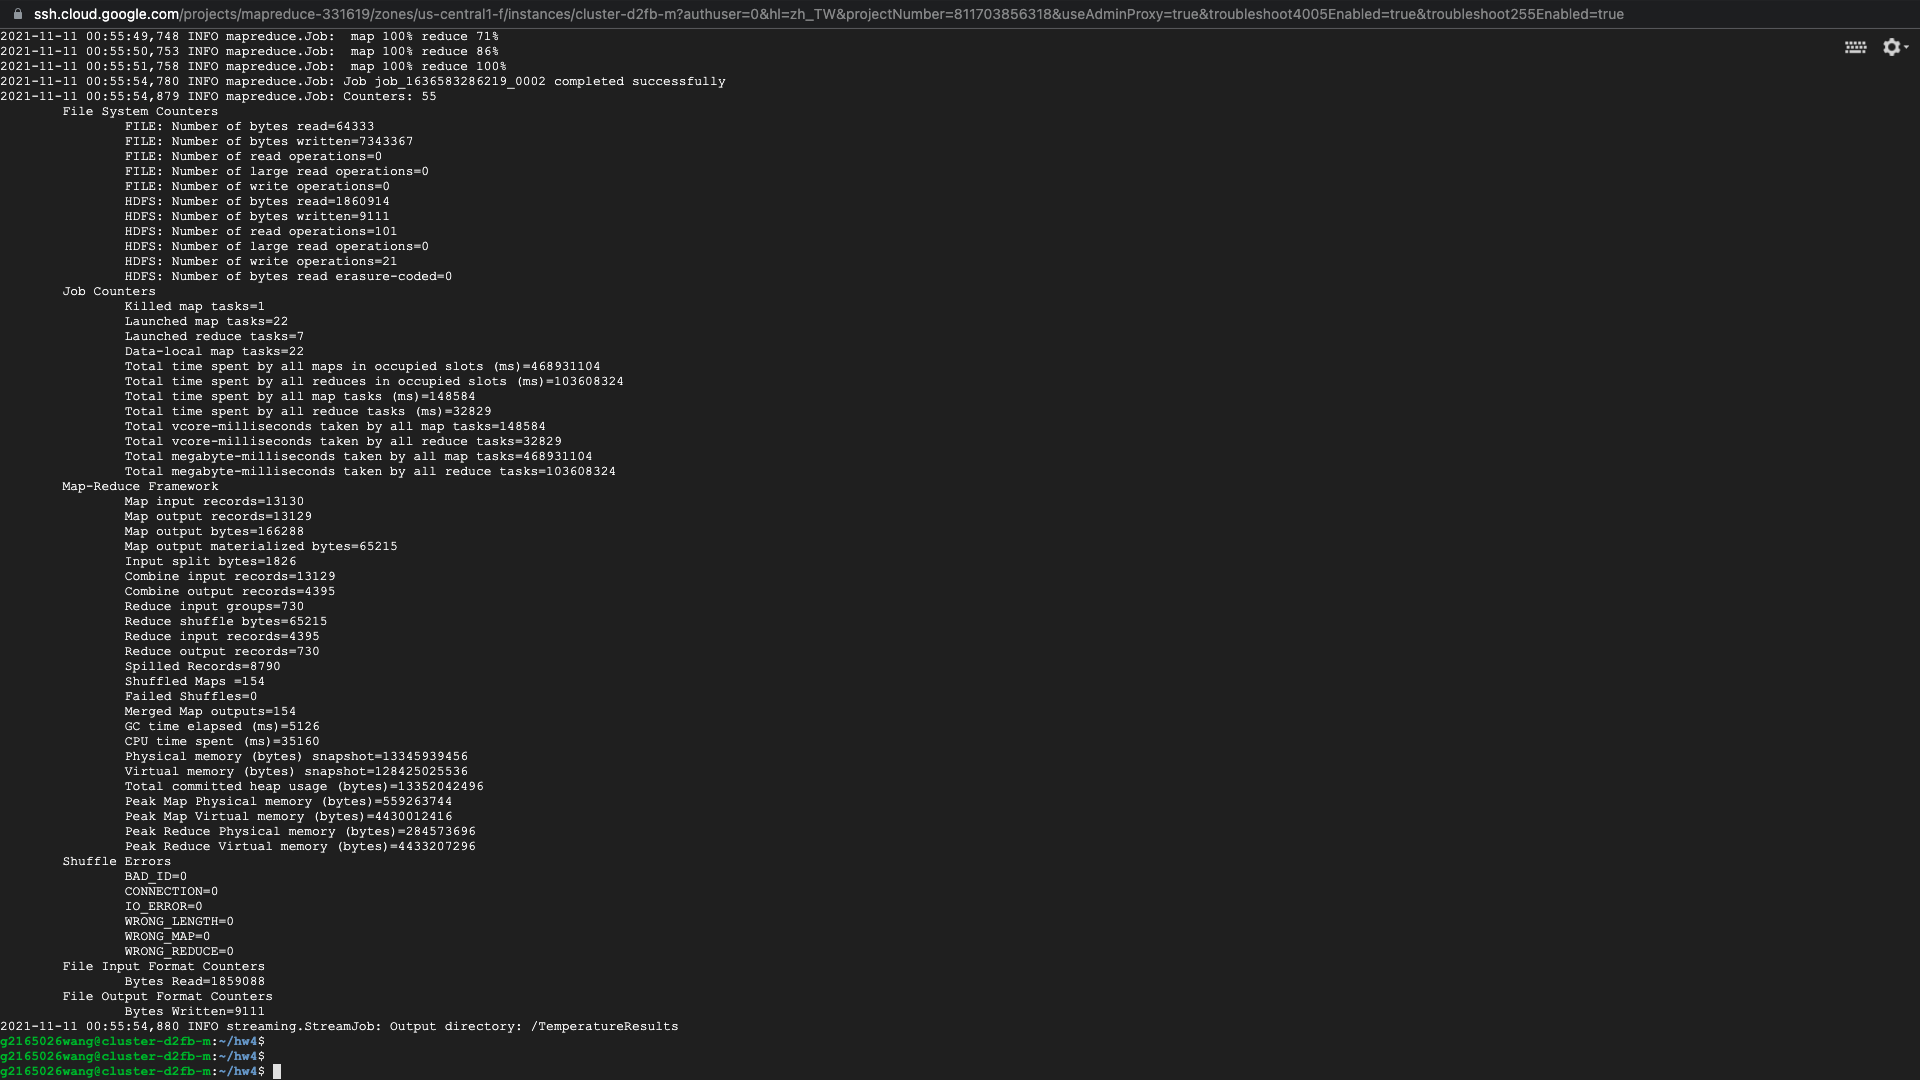 ssh.cloud.google.com/projects/mapreduce-331619/zones/us-central1-f/instances/cluster-d2fb-m?authuser=0&hl=zh_TW&projectNumber=811703856318&useAdminProxy=true&troubleshoot4005Enabled=true&troubleshoot255Enabled=true
2021-11-11 00:55:49,748 INFO mapreduce.Job:  map 100% reduce 71%
2021-11-11 00:55:50,753 INFO mapreduce.Job:  map 100% reduce 86%
2021-11-11 00:55:51,758 INFO mapreduce.Job:  map 100% reduce 100%
2021-11-11 00:55:54,780 INFO mapreduce.Job: Job job_1636583286219_0002 completed successfully
2021-11-11 00:55:54,879 INFO mapreduce.Job: Counters: 55
File System Counters
FILE: Number of bytes read=64333
FILE: Number of bytes written=7343367
FILE: Number of read operations=0
FILE: Number of large read operations=0
FILE: Number of write operations=0
HDFS: Number of bytes read=1860914
HDFS: Number of bytes written=9111
HDFS: Number of read operations=101
HDFS: Number of large read operations=0
HDFS: Number of write operations=21
HDFS: Number of bytes read erasure-coded=0
Job Counters
Killed map tasks=1
Launched map tasks=22
Launched reduce tasks=7
Data-local map tasks=22
Total time spent by all maps in occupied slots (ms)=468931104
Total time spent by all reduces in occupied slots (ms)=103608324
Total time spent by all map tasks (ms)=148584
Total time spent by all reduce tasks (ms)=32829
Total vcore-milliseconds taken by all map tasks=148584
Total vcore-milliseconds taken by all reduce tasks=32829
Total megabyte-milliseconds taken by all map tasks=468931104
Total megabyte-milliseconds taken by all reduce tasks=103608324
Map-Reduce Framework
Map input records=13130
Map output records=13129
Map output bytes=166288
Map output materialized bytes=65215
Input split bytes=1826
Combine input records=13129
Combine output records=4395
Reduce input groups=730
Reduce shuffle bytes=65215
Reduce input records=4395
Reduce output records=730
Spilled Records=8790
Shuffled Maps =154
Failed Shuffles=0
Merged Map outputs=154
GC time elapsed (ms)=5126
CPU time spent (ms)=35160
Physical memory (bytes) snapshot=13345939456
Virtual memory (bytes) snapshot=128425025536
Total committed heap usage (bytes)=13352042496
Peak Map Physical memory (bytes)=559263744
Peak Map Virtual memory (bytes)=4430012416
Peak Reduce Physical memory (bytes)=284573696
Peak Reduce Virtual memory (bytes)=4433207296
Shuffle Errors
BAD_ID=0
CONNECTION=0
IO_ERROR=0
WRONG_LENGTH=0
WRONG_MAP=0
WRONG_REDUCE=0
File Input Format Counters
Bytes Read=1859088
File Output Format Counters
Bytes Written=9111
2021-11-11 00:55:54,880 INFO streaming.StreamJob: Output directory: /TemperatureResults
g2165026wang@cluster-d2fb-m:~/hw4$
g2165026wang@cluster-d2fb-m:~/hw4$
g2165026wang@cluster-d2fb-m:~/hw4$